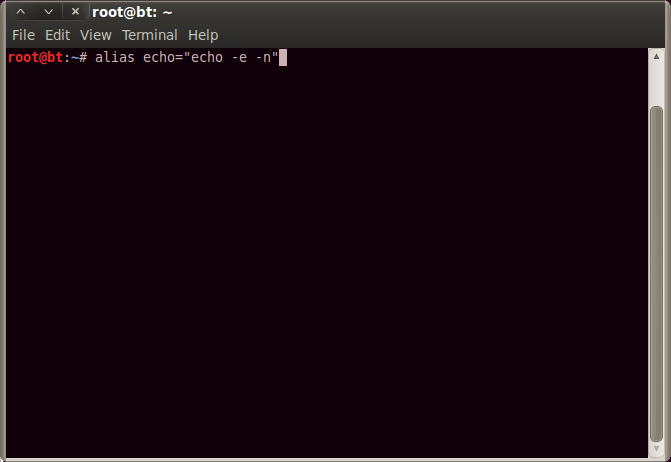 root@bt: ~
File Edit View Terminal Help
root@bt:~# alias echo="echo -e -n"